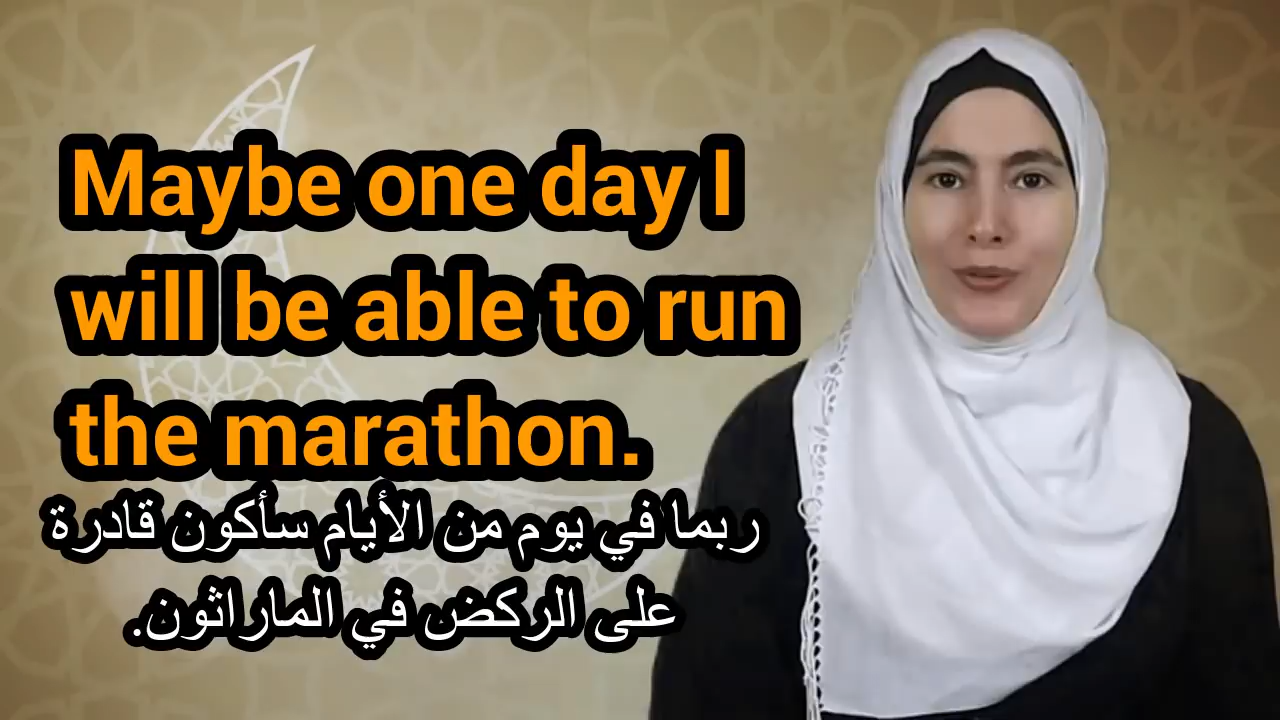 Maybe one day I
will be able to run
the marathon.
ربما في يوم من الأيام سأكون قادرة
على الركض في الماراثون.